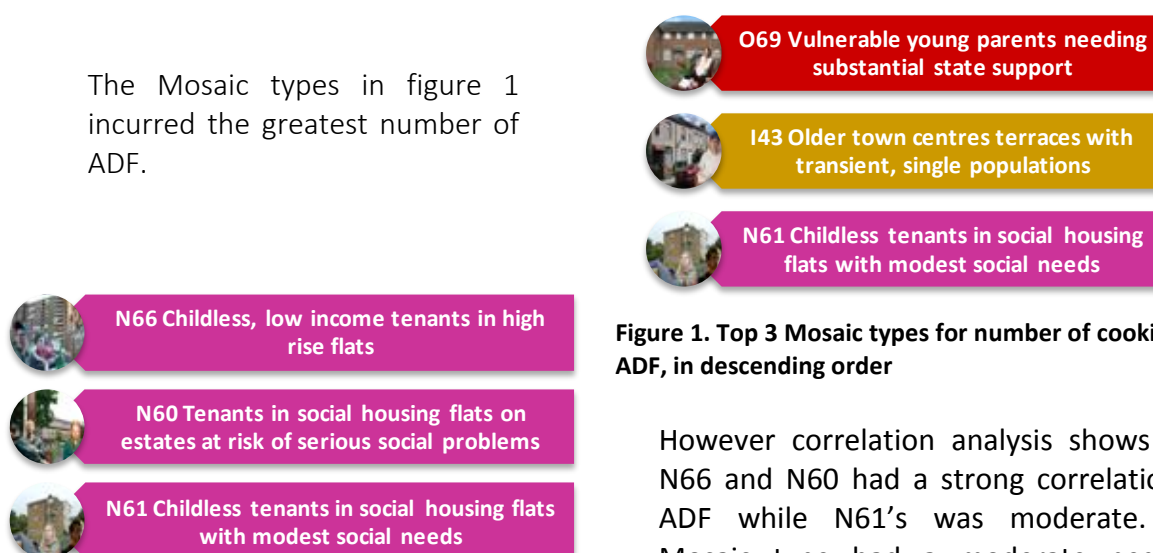 The Mosaic types in figure 1
incurred the greatest number of
ADF.
O69 Vulnerable young parents needing
substantial state support
I43 Older town centres terraces with
transient, single populations
N61 Childless tenants in social housing
flats with modest social needs
Figure 1. Top 3 Mosaic types for number of
ADF, in descending order
N66 Childless, low income tenants in high
rise flats
N60 Tenants in social housing flats on
estates at risk of serious social problems
N61 Childless tenants in social housing flats
with modest social needs
However correlation analysis shows
N66 and N60 had a strong
ADF while N61's was moderate.